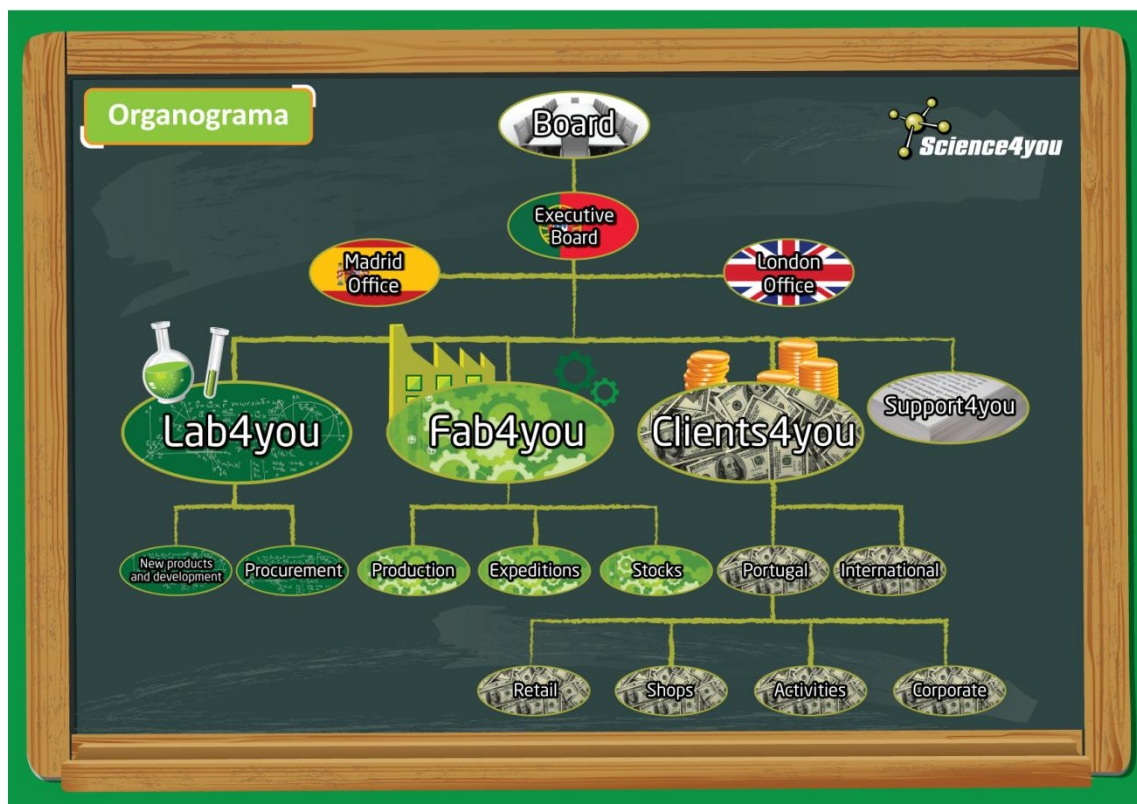 Organograma
Board
Science4you
Executive
Board
Madrid
Office
London
Office
Lab4you
Fab4you
Clients4you
Support4you
New products
and development
Procurement
Production
Expeditions
Stocks
Portugal
International
Retail
Shops
Activities
Corporate